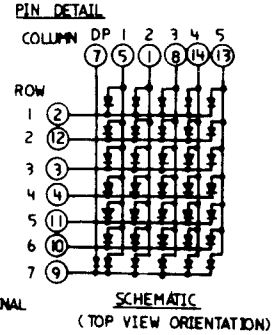 PIN DETAIL
COLUMN DP 1 2 3 4 5
7 5 1 8 14 13
ROW
1 2
2 12
3 3
4 4
5 11
6 10
7 9
NAL
SCHEMATIC
(TOP VIEW ORIENTATION)